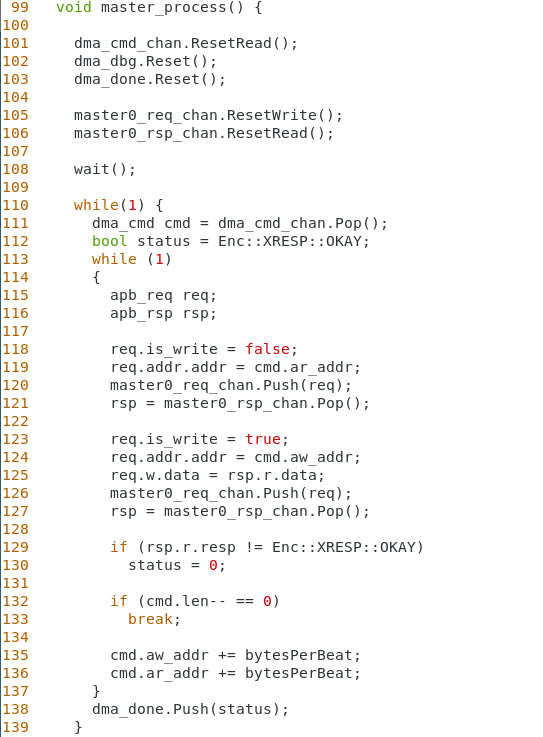 99 void master_process() {
100
101 dma_cmd_chan.ResetRead();
102 dma_dbg.Reset();
103 dma_done.Reset();
104
105 master0_req_chan.ResetWrite();
106 master0_rsp_chan.ResetRead();
107
108 wait();
109
110 while(1) {
111 dma_cmd cmd = dma_cmd_chan.Pop();
112 bool status = Enc::XRESP::OKAY;
113 while (1)
114 {
115 apb_req req;
116 apb_rsp rsp;
117
118 req.is_write = false;
119 req.addr.addr = cmd.ar_addr;
120 master0_req_chan.Push(req);
121 rsp = master0_rsp_chan.Pop();
122
123 req.is_write = true;
124 req.addr.addr = cmd.aw_addr;
125 req.w.data = rsp.r.data;
126 master0_req_chan.Push(req);
127 rsp = master0_rsp_chan.Pop();
128
129 if (rsp.r.resp != Enc::XRESP::OKAY)
130 status = 0;
131
132 if (cmd.len-- == 0)
133 break;
134
135 cmd.aw_addr += bytesPerBeat;
136 cmd.ar_addr += bytesPerBeat;
137 }
138 dma_done.Push(status);
139 }